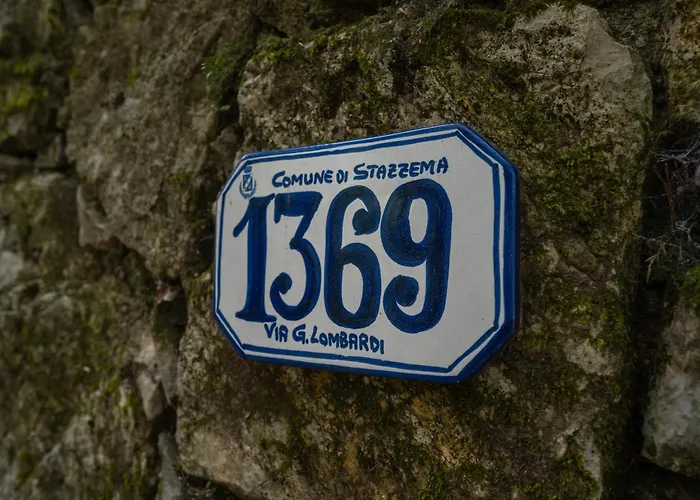 COMUNE DI STAZZEMA
1369
VIA G. LOMBARDI